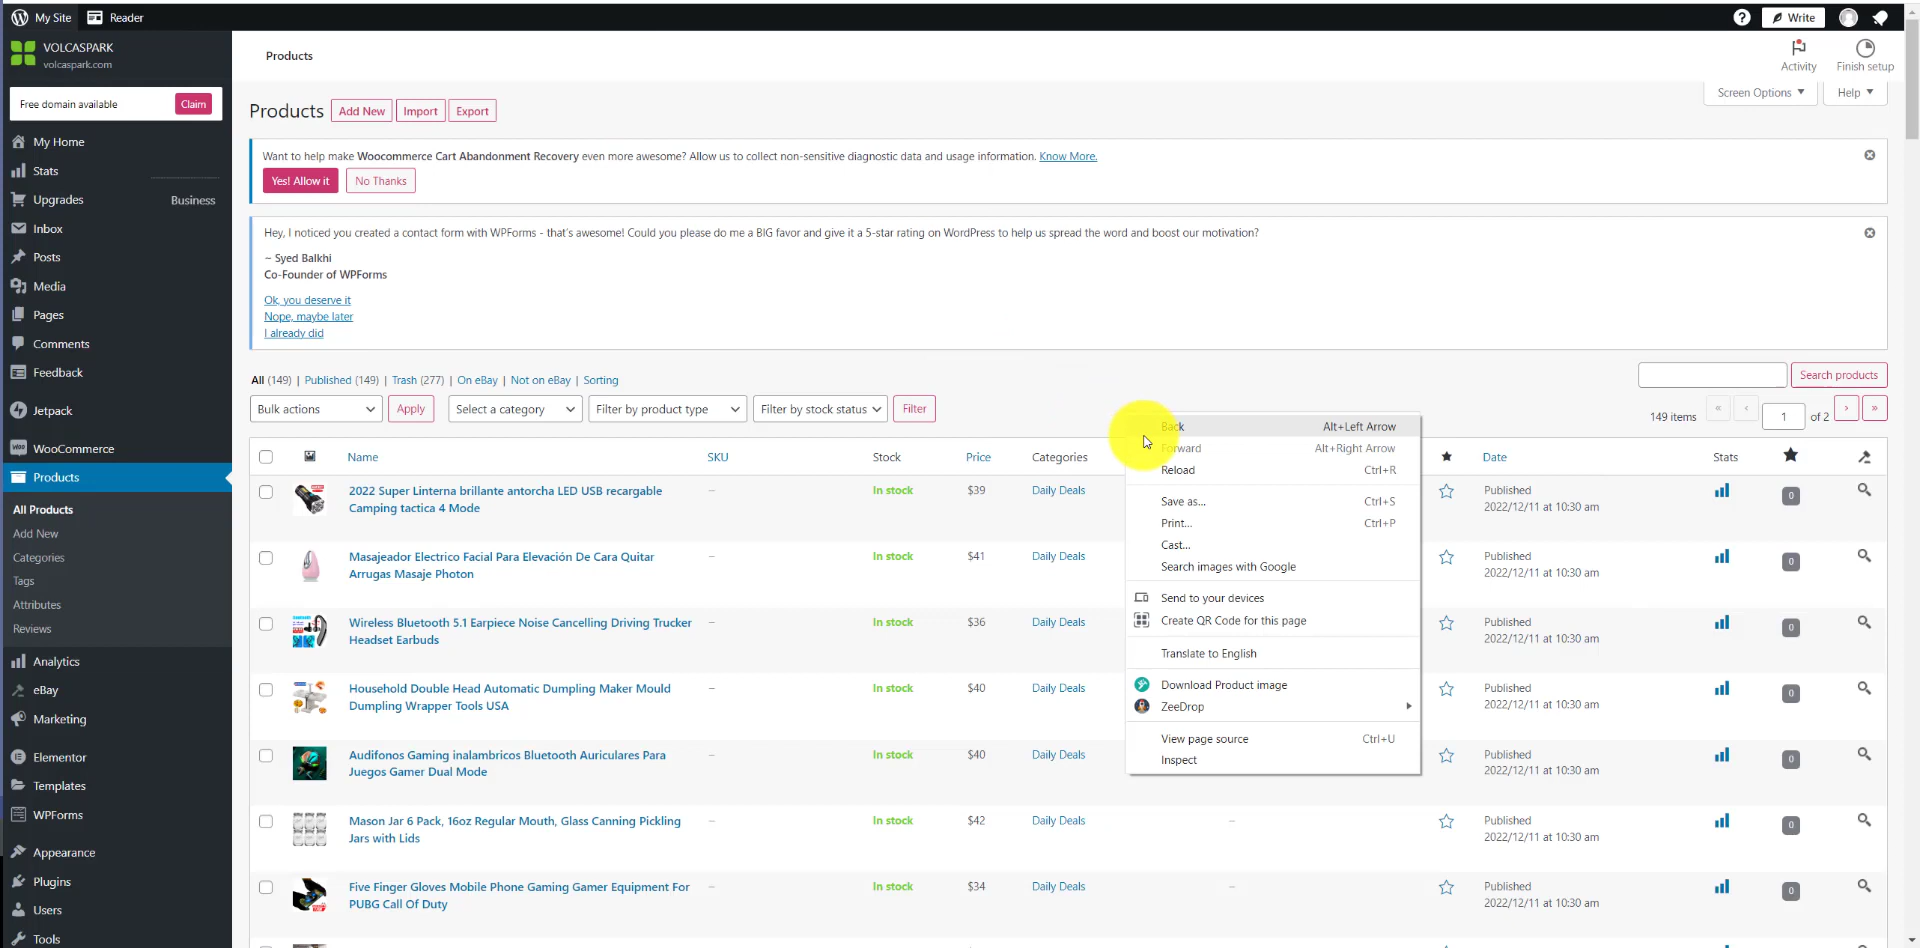 My Site
Reader
Write
VOLCASPARK
volcaspark.com
Products
Activity
Finish setup
Free domain available
Claim
Screen Options
Help
My Home
Stats
Upgrades
Business
Inbox
Posts
Media
Pages
Comments
Feedback
Jetpack
WooCommerce
Products
All Products
Add New
Categories
Tags
Attributes
Reviews
Analytics
eBay
Marketing
Elementor
Templates
WPForms
Appearance
Plugins
Users
Tools
Products
Add New
Import
Export
Want to help make Woocommerce Cart Abandonment Recovery even more awesome? Allow us to collect non-sensitive diagnostic data and usage information. Know More.
Yes! Allow it
No Thanks
Hey, I noticed you created a contact form with WPForms - that's awesome! Could you please do me a BIG favor and give it a 5-star rating on WordPress to help us spread the word and boost our motivation?
~ Syed Balkhi
Co-Founder of WPForms
Ok, you deserve it
Nope, maybe later
I already did
All (149) | Published (149) | Trash (277) | On eBay | Not on eBay | Sorting
Search products
Bulk actions
Apply
Select a category
Filter by product type
Filter by stock status
Filter
149 items
«
‹
1
of 2
›
»
Name
SKU
Stock
Price
Categories
Date
Stats
2022 Super Linterna brillante antorcha LED USB recargable
Camping tactica 4 Mode
–
In stock
$39
Daily Deals
Published
2022/12/11 at 10:30 am
0
Masajeador Electrico Facial Para Elevación De Cara Quitar
Arrugas Masaje Photon
–
In stock
$41
Daily Deals
Published
2022/12/11 at 10:30 am
0
Wireless Bluetooth 5.1 Earpiece Noise Cancelling Driving Trucker
Headset Earbuds
–
In stock
$36
Daily Deals
Published
2022/12/11 at 10:30 am
0
Household Double Head Automatic Dumpling Maker Mould
Dumpling Wrapper Tools USA
–
In stock
$40
Daily Deals
Published
2022/12/11 at 10:30 am
0
Audifonos Gaming inalambricos Bluetooth Auriculares Para
Juegos Gamer Dual Mode
–
In stock
$40
Daily Deals
Published
2022/12/11 at 10:30 am
0
Mason Jar 6 Pack, 16oz Regular Mouth, Glass Canning Pickling
Jars with Lids
–
In stock
$42
Daily Deals
–
Published
2022/12/11 at 10:30 am
0
Five Finger Gloves Mobile Phone Gaming Gamer Equipment For
PUBG Call Of Duty
–
In stock
$34
Daily Deals
–
Published
2022/12/11 at 10:30 am
0
Back Alt+Left Arrow
Forward Alt+Right Arrow
Reload Ctrl+R
Save as... Ctrl+S
Print... Ctrl+P
Cast...
Search images with Google
Send to your devices
Create QR Code for this page
Translate to English
Download Product image
ZeeDrop
View page source Ctrl+U
Inspect